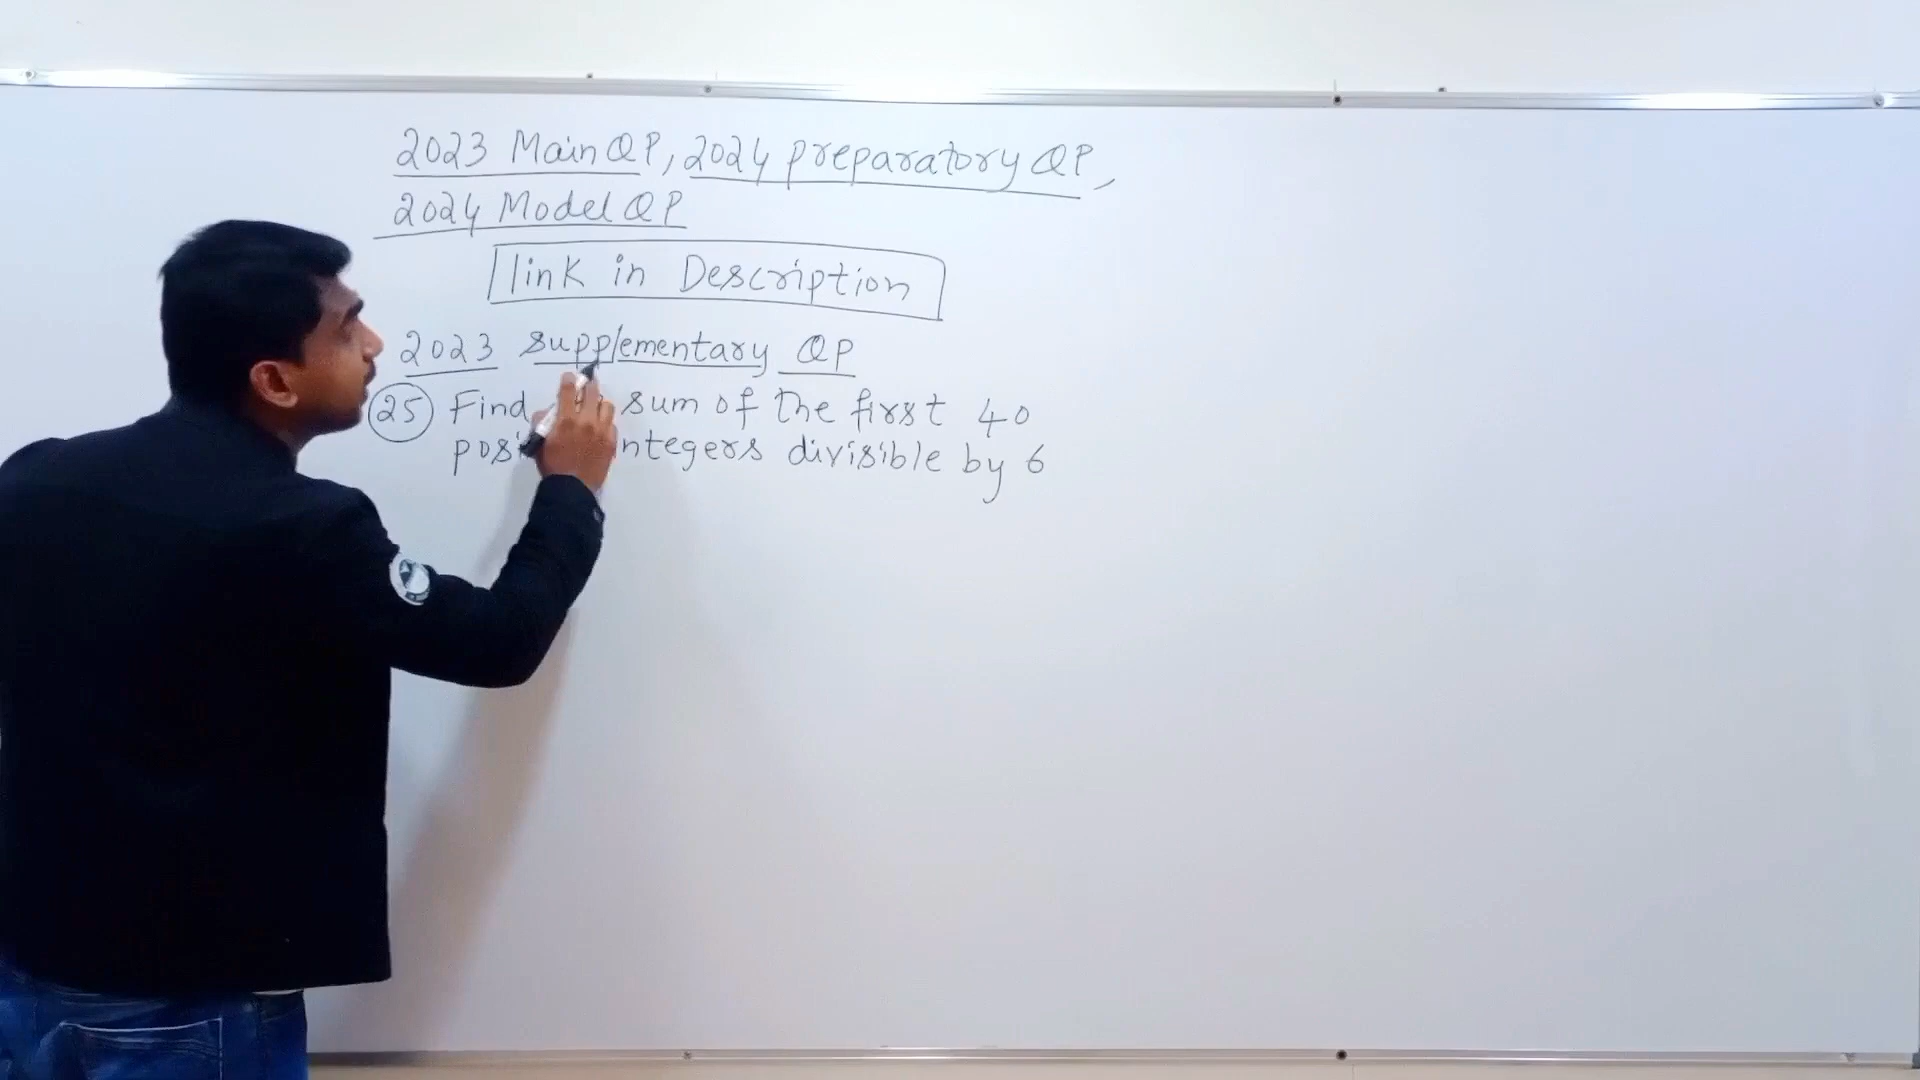 2023 Main QP, 2024 preparatory QP,
2024 Model QP
link in Description
2023 supplementary QP
25 Find sum of the first 40
integers divisible by 6